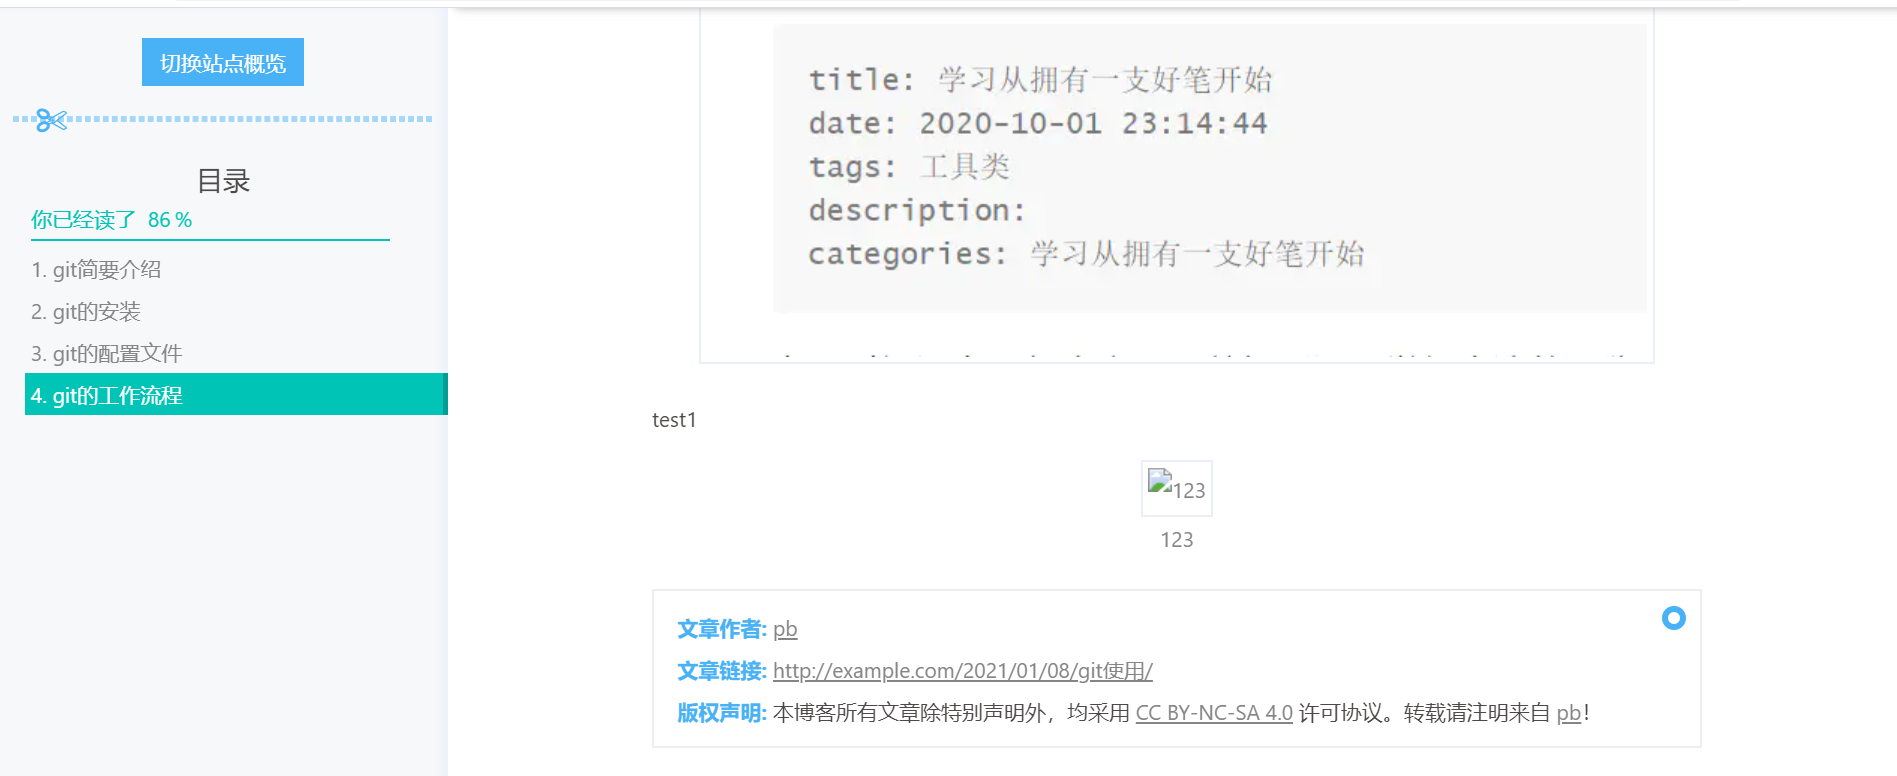 切换站点概览
目录
你已经读了 86 %
1. git简要介绍
2. git的安装
3. git的配置文件
4. git的工作流程
title: 学习从拥有一支好笔开始
date: 2020-10-01 23:14:44
tags: 工具类
description:
categories: 学习从拥有一支好笔开始
test1
123
123
文章作者: pb
文章链接: http://example.com/2021/01/08/git使用/
版权声明: 本博客所有文章除特别声明外，均采用 CC BY-NC-SA 4.0 许可协议。转载请注明来自 pb！